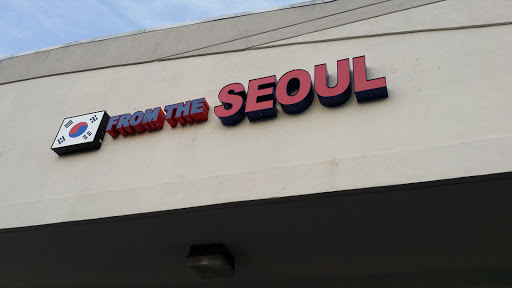 FROM THE SEOUL